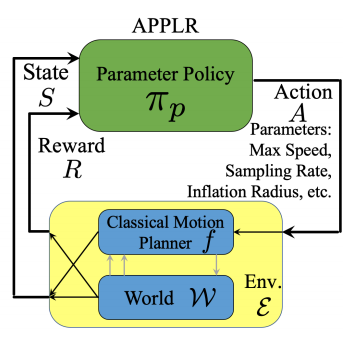 APPLR
State
S
Parameter Policy
π_p
Action
A
Reward
R
Parameters:
Max Speed,
Sampling Rate,
Inflation Radius, etc.
Classical Motion
Planner f
World 𝒲
Env.
ℰ